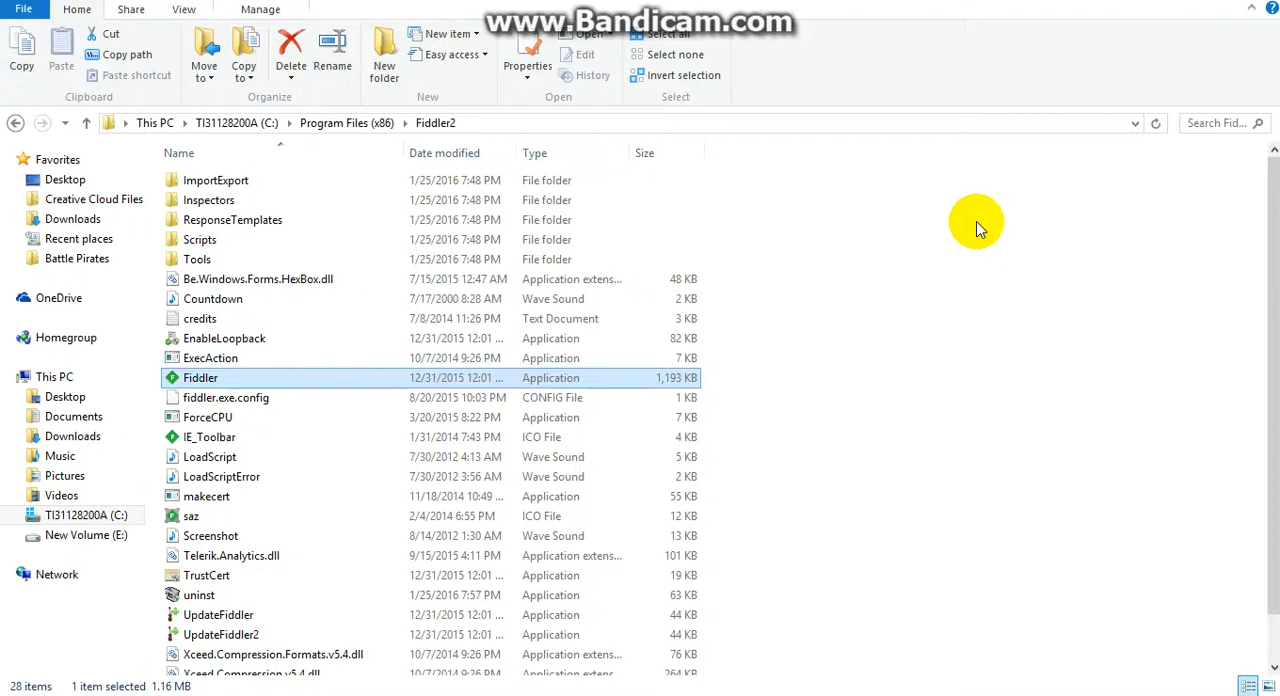 File Home Share View Manage
www.Bandicam.com
Copy Paste Cut Copy path Paste shortcut
Clipboard
Move to Copy to Delete Rename
Organize
New folder New item Easy access
New
Properties Open Edit History
Open
Select all Select none Invert selection
Select
This PC TI31128200A (C:) Program Files (x86) Fiddler2 Search Fid...
Favorites
Desktop
Creative Cloud Files
Downloads
Recent places
Battle Pirates
OneDrive
Homegroup
This PC
Desktop
Documents
Downloads
Music
Pictures
Videos
TI31128200A (C:)
New Volume (E:)
Network
Name Date modified Type Size
ImportExport 1/25/2016 7:48 PM File folder
Inspectors 1/25/2016 7:48 PM File folder
ResponseTemplates 1/25/2016 7:48 PM File folder
Scripts 1/25/2016 7:48 PM File folder
Tools 1/25/2016 7:48 PM File folder
Be.Windows.Forms.HexBox.dll 7/15/2015 12:47 AM Application extens... 48 KB
Countdown 7/17/2000 8:28 AM Wave Sound 2 KB
credits 7/8/2014 11:26 PM Text Document 3 KB
EnableLoopback 12/31/2015 12:01 ... Application 82 KB
ExecAction 10/7/2014 9:26 PM Application 7 KB
Fiddler 12/31/2015 12:01 ... Application 1,193 KB
fiddler.exe.config 8/20/2015 10:03 PM CONFIG File 1 KB
ForceCPU 3/20/2015 8:22 PM Application 7 KB
IE_Toolbar 1/31/2014 7:43 PM ICO File 4 KB
LoadScript 7/30/2012 4:13 AM Wave Sound 5 KB
LoadScriptError 7/30/2012 3:56 AM Wave Sound 2 KB
makecert 11/18/2014 10:49 ... Application 55 KB
saz 2/4/2014 6:55 PM ICO File 12 KB
Screenshot 8/14/2012 1:30 AM Wave Sound 13 KB
Telerik.Analytics.dll 9/15/2015 4:11 PM Application extens... 101 KB
TrustCert 12/31/2015 12:01 ... Application 19 KB
uninst 1/25/2016 7:57 PM Application 63 KB
UpdateFiddler 12/31/2015 12:01 ... Application 44 KB
UpdateFiddler2 12/31/2015 12:01 ... Application 44 KB
Xceed.Compression.Formats.v5.4.dll 10/7/2014 9:26 PM Application extens... 76 KB
Xceed.Compression.v5.4.dll 10/7/2014 9:26 PM Application extens... 264 KB
28 items 1 item selected 1.16 MB